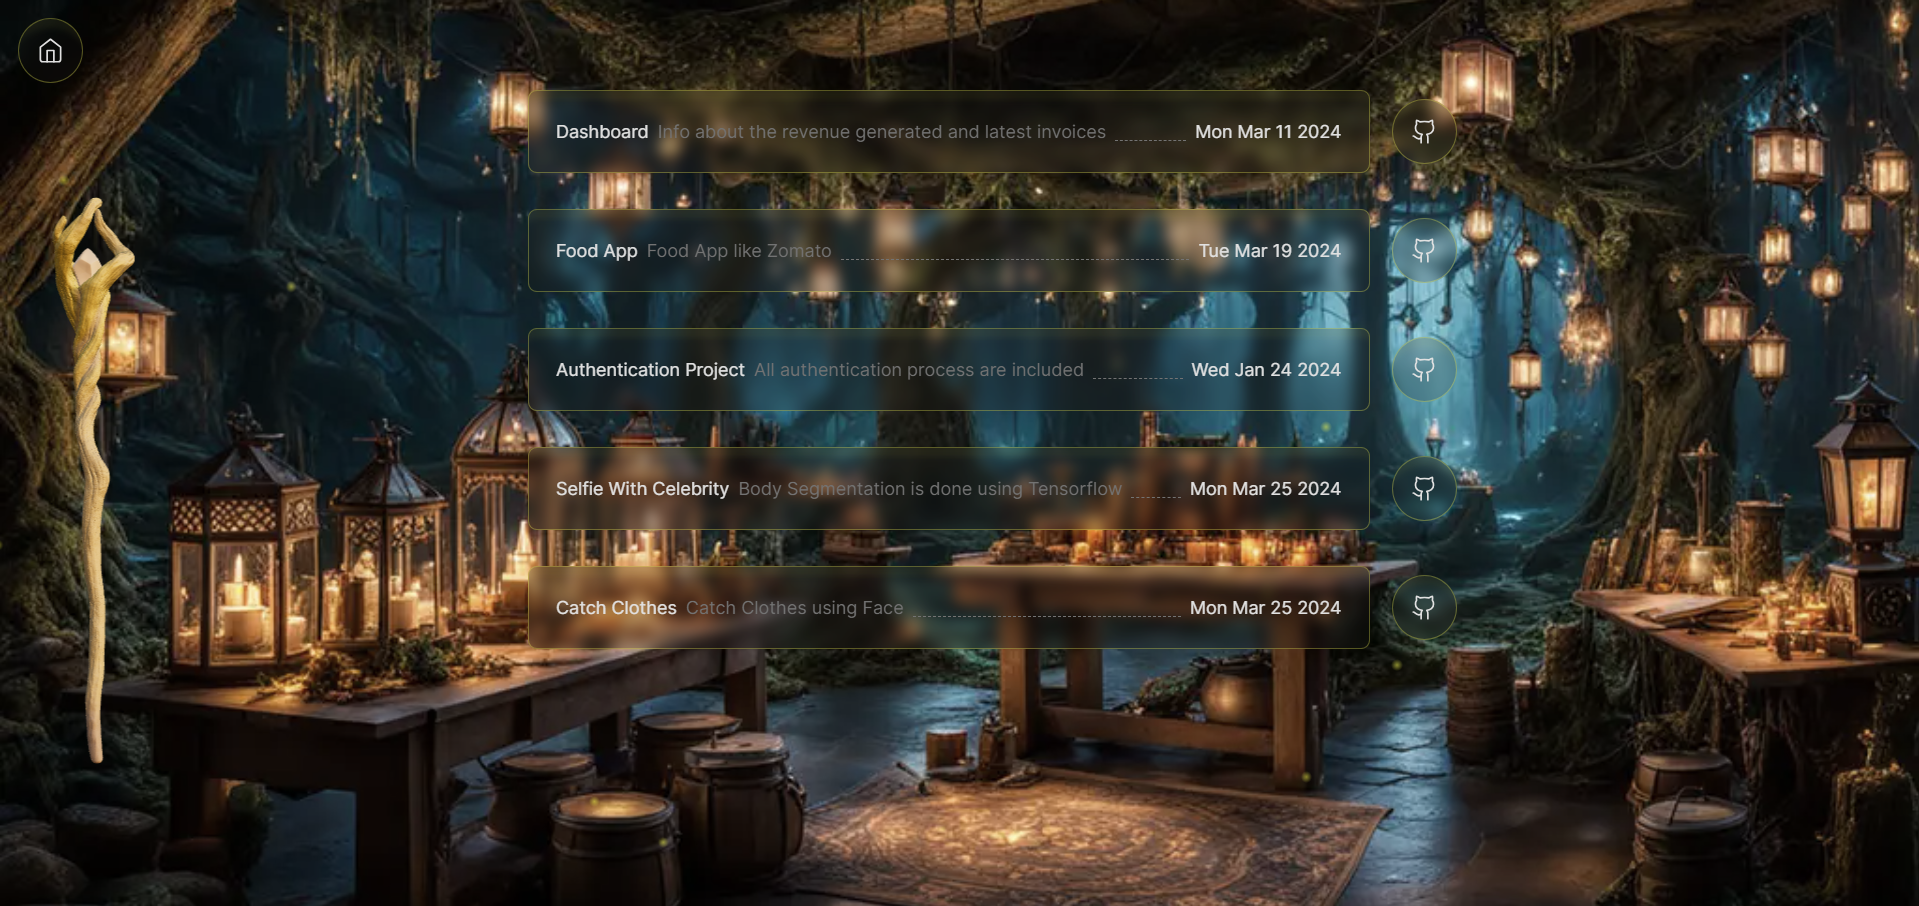 Dashboard Info about the revenue generated and latest invoices Mon Mar 11 2024
Food App Food App like Zomato Tue Mar 19 2024
Authentication Project All authentication process are included Wed Jan 24 2024
Selfie With Celebrity Body Segmentation is done using Tensorflow Mon Mar 25 2024
Catch Clothes Catch Clothes using Face Mon Mar 25 2024